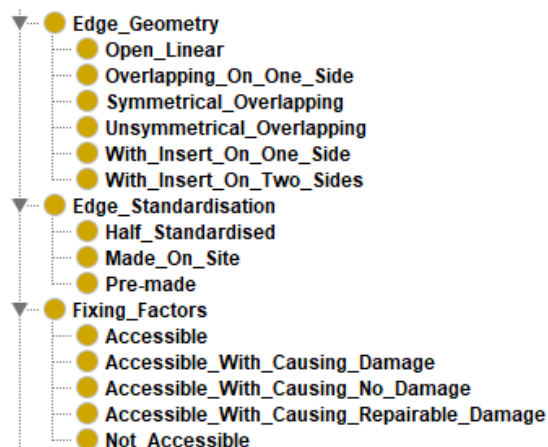 Edge_Geometry
Open_Linear
Overlapping_On_One_Side
Symmetrical_Overlapping
Unsymmetrical_Overlapping
With_Insert_On_One_Side
With_Insert_On_Two_Sides
Edge_Standardisation
Half_Standardised
Made_On_Site
Pre-made
Fixing_Factors
Accessible
Accessible_With_Causing_Damage
Accessible_With_Causing_No_Damage
Accessible_With_Causing_Repairable_Damage
Not_Accessible